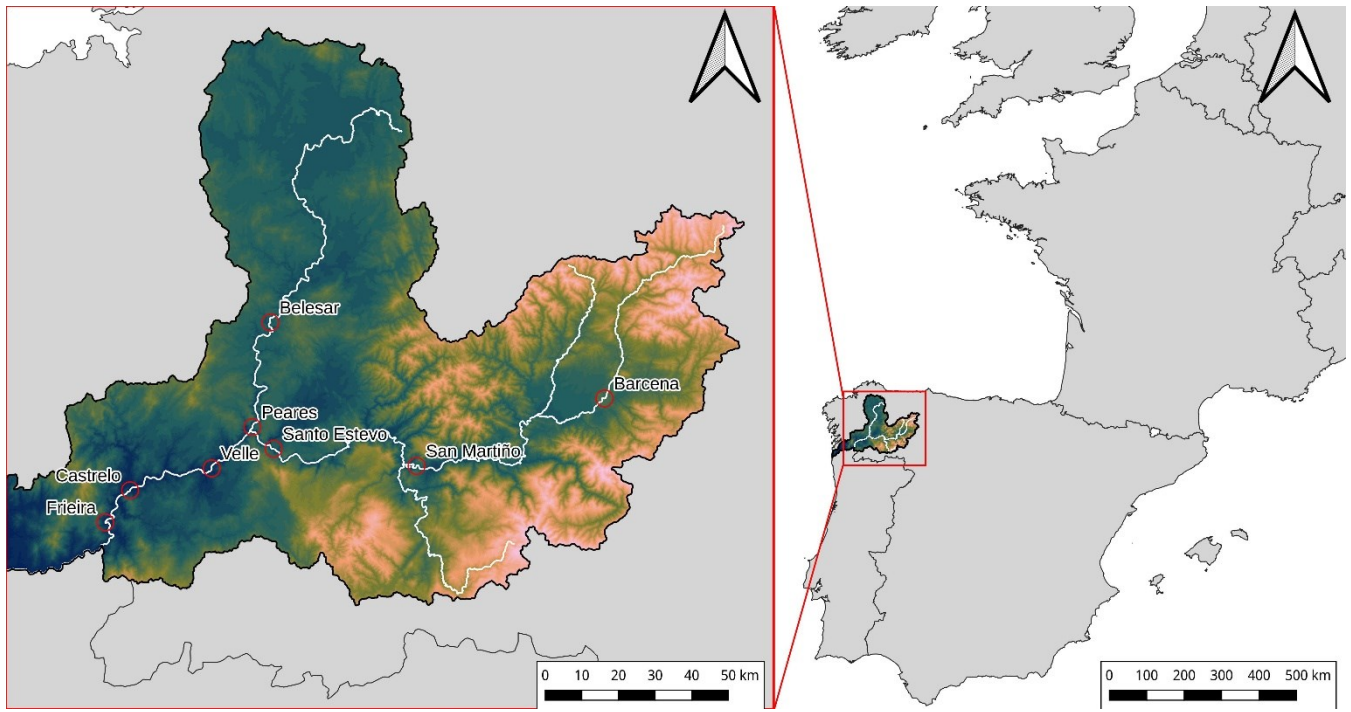 Belesar
Barcena
Peares
Santo Estevo
San Martiño
Velle
Castrelo
Frieira
0 10 20 30 40 50 km
0 100 200 300 400 500 km